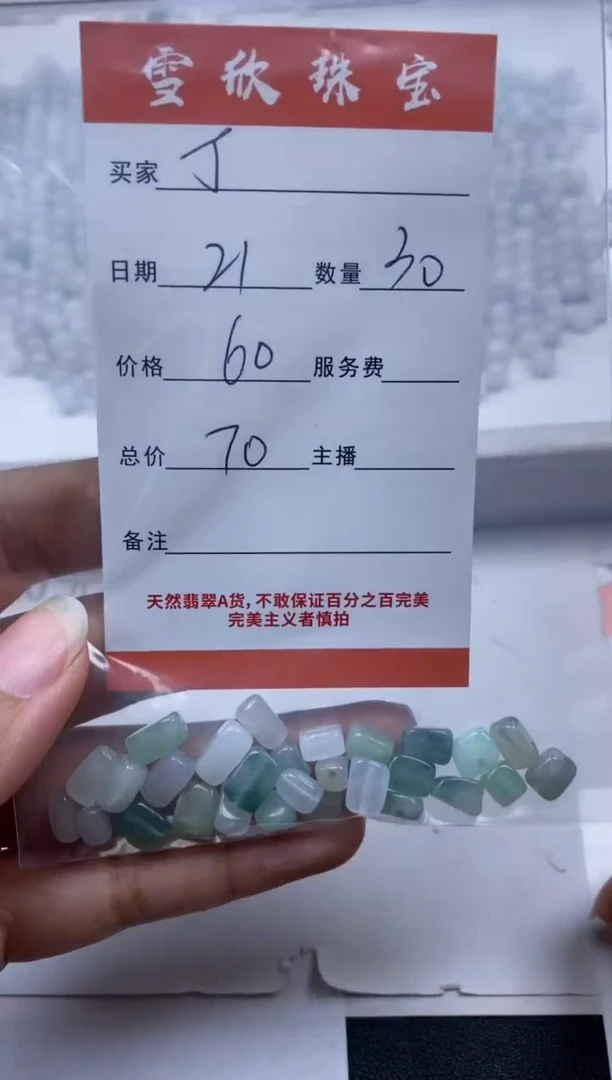 雪欣珠宝
买家 丁
日期 21 数量 30
价格 60 服务费
总价 70 主播
备注
天然翡翠A货,不敢保证百分之百完美
完美主义者慎拍